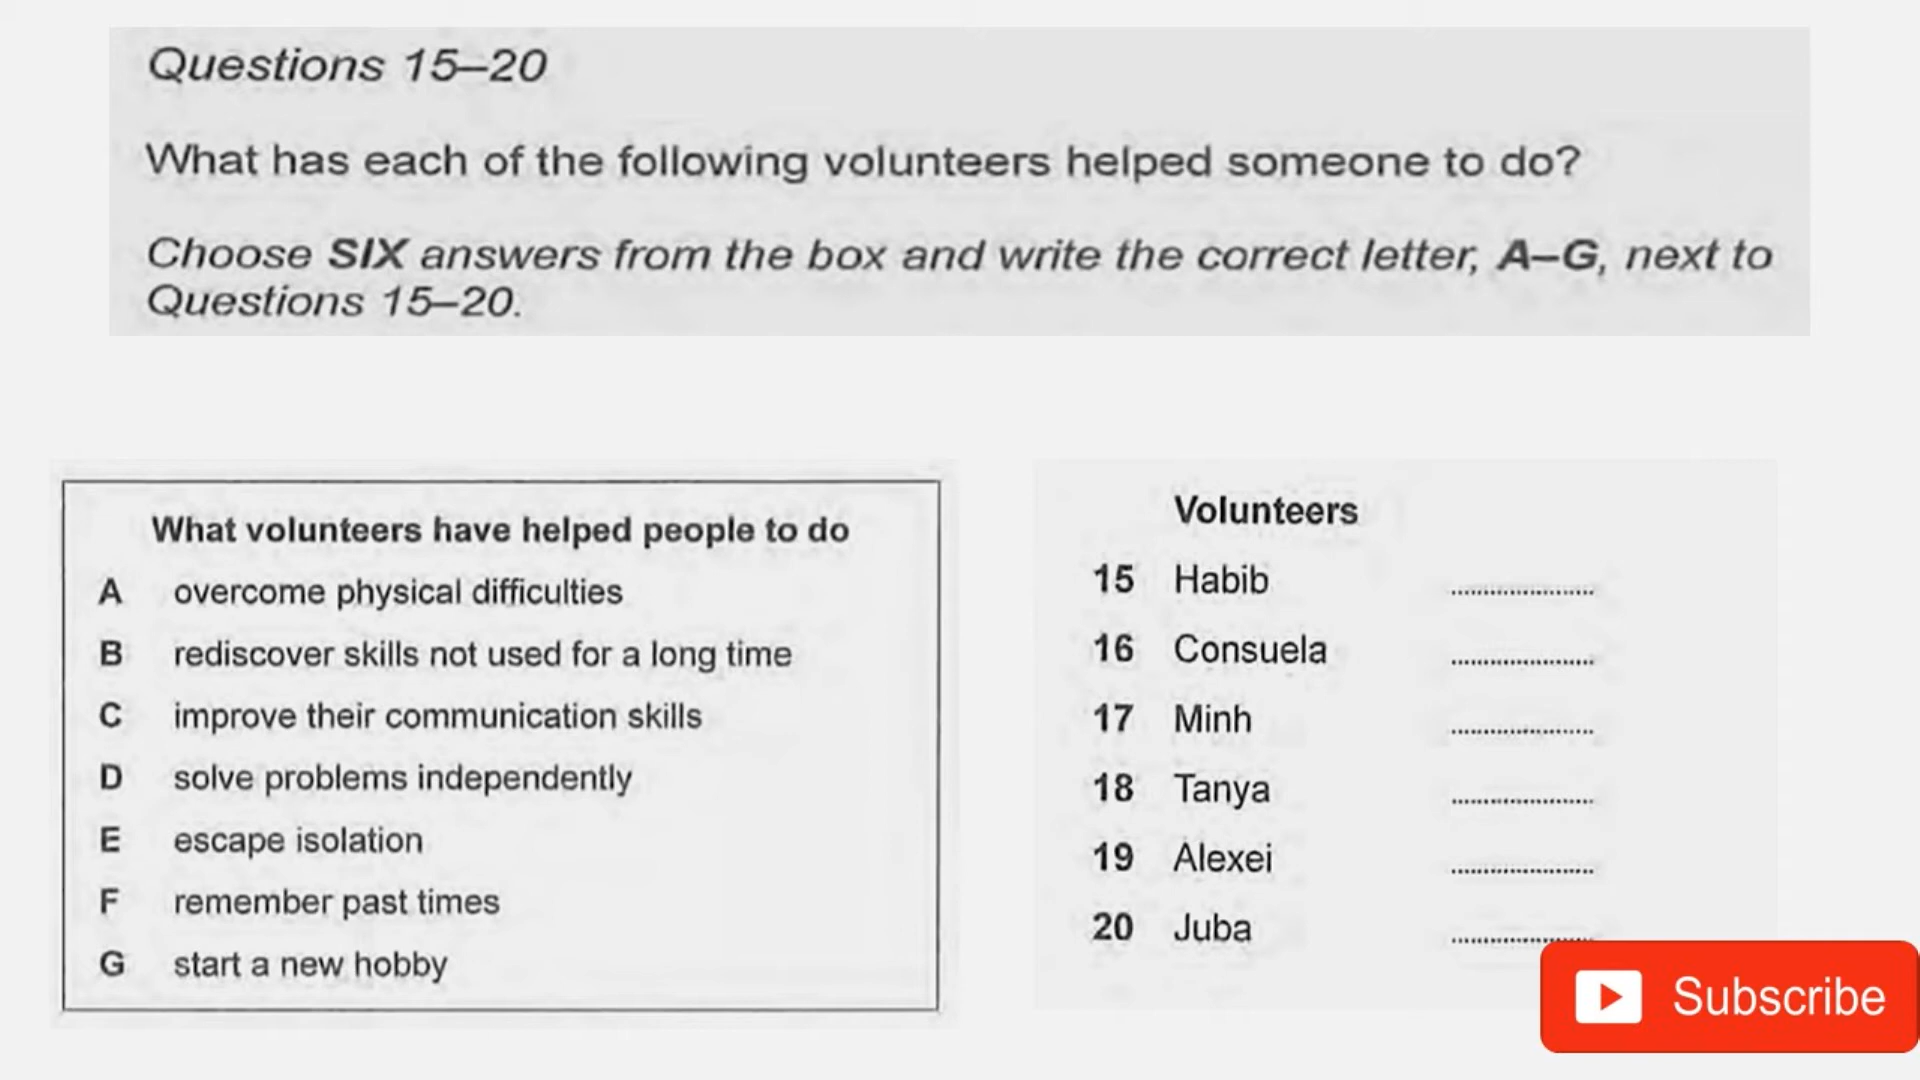 Questions 15–20
What has each of the following volunteers helped someone to do?
Choose SIX answers from the box and write the correct letter, A–G, next to
Questions 15–20.
What volunteers have helped people to do
A overcome physical difficulties
B rediscover skills not used for a long time
C improve their communication skills
D solve problems independently
E escape isolation
F remember past times
G start a new hobby
Volunteers
15 Habib ....................
16 Consuela ....................
17 Minh ....................
18 Tanya ....................
19 Alexei ....................
20 Juba ....................
Subscribe